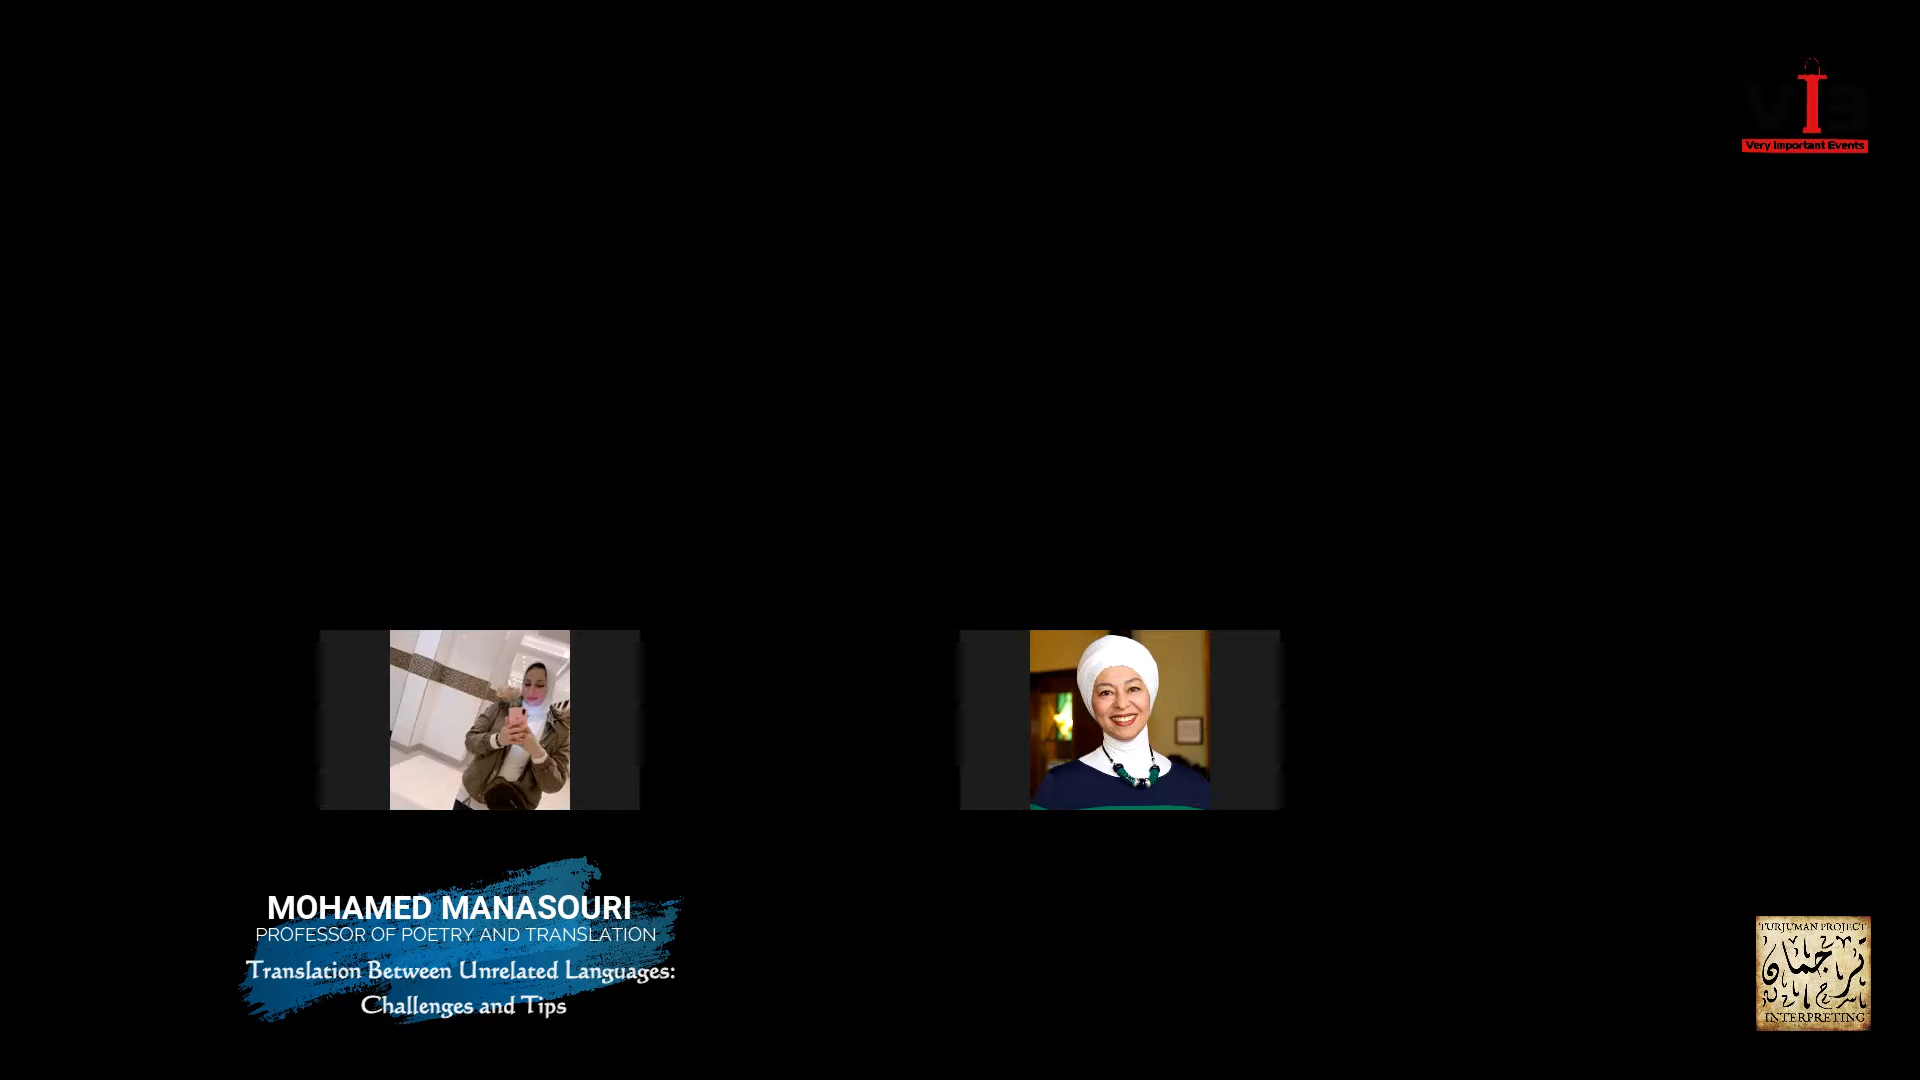 VIE
Very Important Events
MOHAMED MANASOURI
PROFESSOR OF POETRY AND TRANSLATION
Translation Between Unrelated Languages:
Challenges and Tips
TURJUMAN PROJECT
ترجمان
INTERPRETING